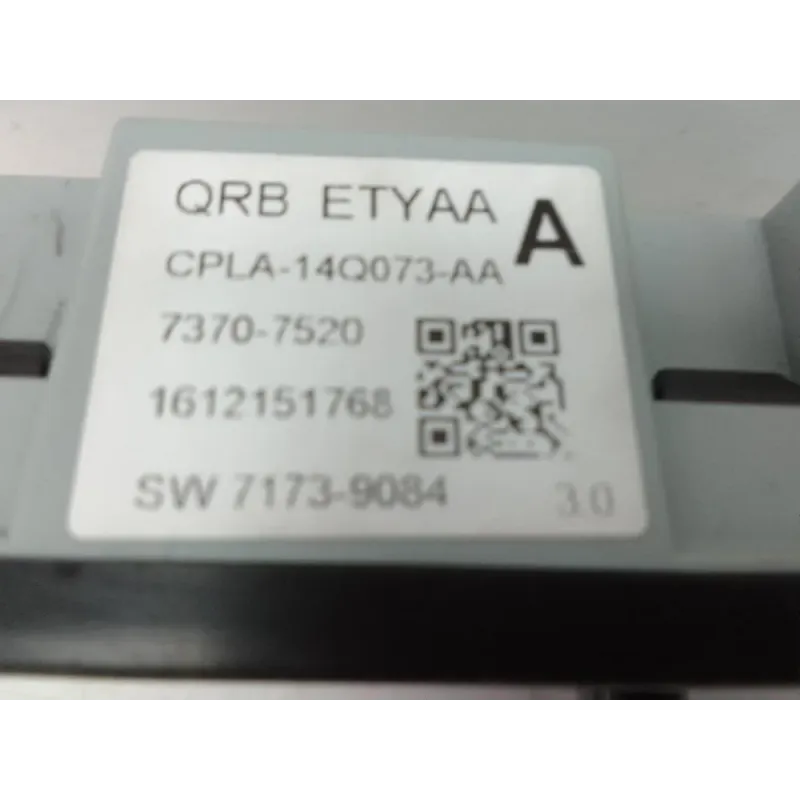 QRB ETYAA
A
CPLA-14Q073-AA
7370-7520
1612151768
SW 7173-9084 3.0